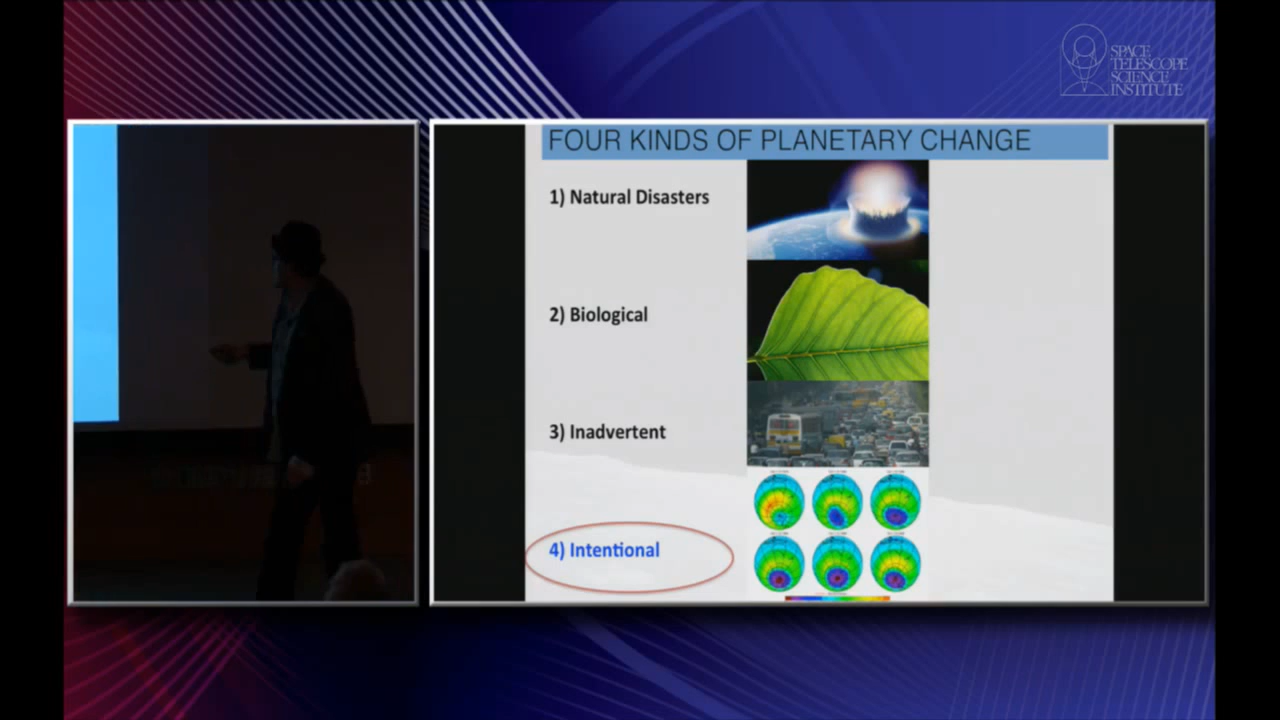 SPACE
TELESCOPE
SCIENCE
INSTITUTE
FOUR KINDS OF PLANETARY CHANGE
1) Natural Disasters
2) Biological
3) Inadvertent
4) Intentional